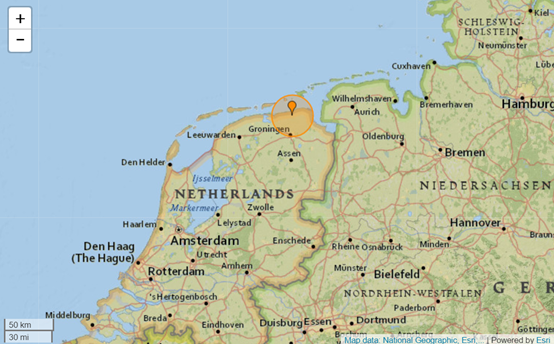 +
−
Kiel
SCHLESWIG-
HOLSTEIN
Neumünster
Cuxhaven
Lübe
Wilhelmshaven
Bremerhaven
Hamburg
Aurich
Groningen
Leeuwarden
Oldenburg
Assen
Bremen
Den Helder
Ijsselmeer
NIEDERSACHSEN
NETHERLANDS
Markermeer
Zwolle
Lelystad
Haarlem
Hannover
Amsterdam
Enschede
Minden
Braun
Den Haag
(The Hague)
Rheine
Osnabrück
Utrecht
Arnhem
Münster
Bielefeld
Rotterdam
GER
's Hertogenbosch
NORDRHEIN-WESTFALEN
Paderborn
Middelburg
Breda
Eindhoven
Duisburg
Essen
Dortmund
Göttingen
50 km
30 mi
Map data: National Geographic, Esri, ... | Powered by Esri